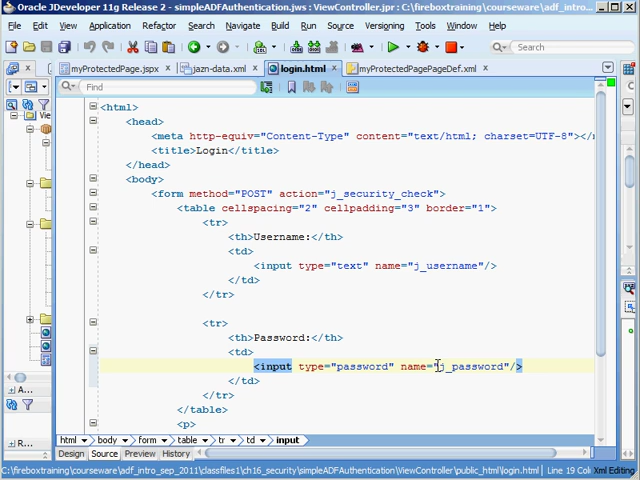 Oracle JDeveloper 11g Release 2 - simpleADFAuthentication.jws : ViewController.jpr : C:\fireboxtraining\courseware\adf_intro
File Edit View Application Refactor Search Navigate Build Run Source Versioning Tools Window Help
Search
myProtectedPage.jspx jazn-data.xml login.html myProtectedPagePageDef.xml
Find
<html>
<head>
<meta http-equiv="Content-Type" content="text/html; charset=UTF-8"></
<title>Login</title>
</head>
<body>
<form method="POST" action="j_security_check">
<table cellspacing="2" cellpadding="3" border="1">
<tr>
<th>Username:</th>
<td>
<input type="text" name="j_username"/>
</td>
</tr>
<tr>
<th>Password:</th>
<td>
<input type="password" name="j_password"/>
</td>
</tr>
</table>
<p>
html body form table tr td input
Design Source Preview History
C:\fireboxtraining\courseware\adf_intro_sep_2011\classfiles1\ch16_security\simpleADFAuthentication\ViewController\public_html\login.html Line 19 Col Xml Editing